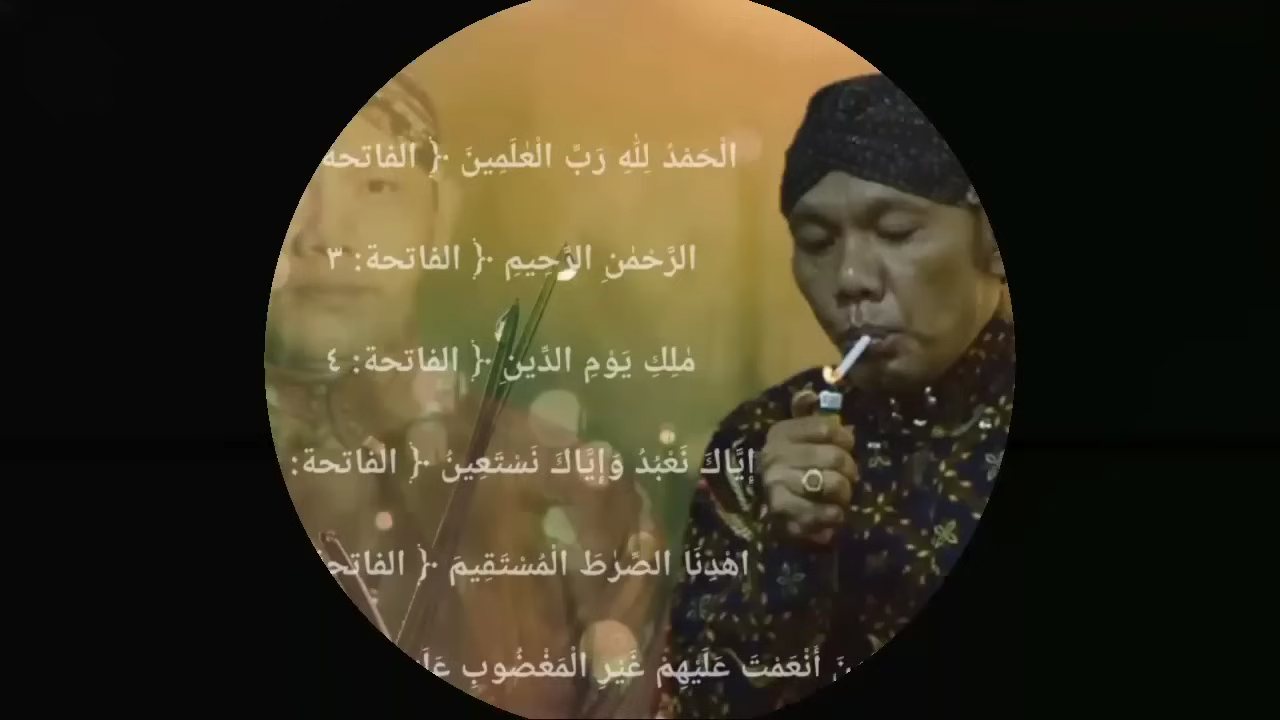 الْحَمْدُ لِلّٰهِ رَبِّ الْعٰلَمِينَ ﴿ الفاتحة
الرَّحْمٰنِ الرَّحِيمِ ﴿ الفاتحة: ٣
مٰلِكِ يَوْمِ الدِّينِ ﴿ الفاتحة: ٤
إِيَّاكَ نَعْبُدُ وَإِيَّاكَ نَسْتَعِينُ ﴿ الفاتحة:
اهْدِنَا الصِّرٰطَ الْمُسْتَقِيمَ ﴿ الفاتح
أَنْعَمْتَ عَلَيْهِمْ غَيْرِ الْمَغْضُوبِ